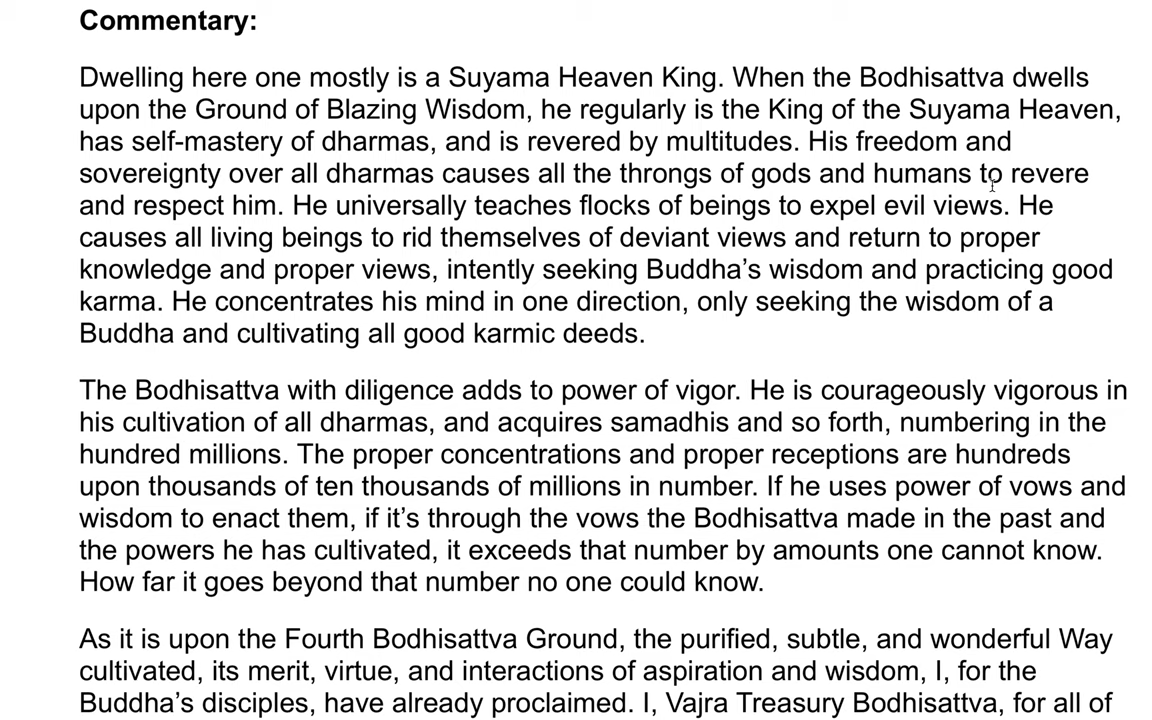 Commentary:
Dwelling here one mostly is a Suyama Heaven King. When the Bodhisattva dwells
upon the Ground of Blazing Wisdom, he regularly is the King of the Suyama Heaven,
has self-mastery of dharmas, and is revered by multitudes. His freedom and
sovereignty over all dharmas causes all the throngs of gods and humans to revere
and respect him. He universally teaches flocks of beings to expel evil views. He
causes all living beings to rid themselves of deviant views and return to proper
knowledge and proper views, intently seeking Buddha’s wisdom and practicing good
karma. He concentrates his mind in one direction, only seeking the wisdom of a
Buddha and cultivating all good karmic deeds.
The Bodhisattva with diligence adds to power of vigor. He is courageously vigorous in
his cultivation of all dharmas, and acquires samadhis and so forth, numbering in the
hundred millions. The proper concentrations and proper receptions are hundreds
upon thousands of ten thousands of millions in number. If he uses power of vows and
wisdom to enact them, if it’s through the vows the Bodhisattva made in the past and
the powers he has cultivated, it exceeds that number by amounts one cannot know.
How far it goes beyond that number no one could know.
As it is upon the Fourth Bodhisattva Ground, the purified, subtle, and wonderful Way
cultivated, its merit, virtue, and interactions of aspiration and wisdom, I, for the
Buddha’s disciples, have already proclaimed. I, Vajra Treasury Bodhisattva, for all of